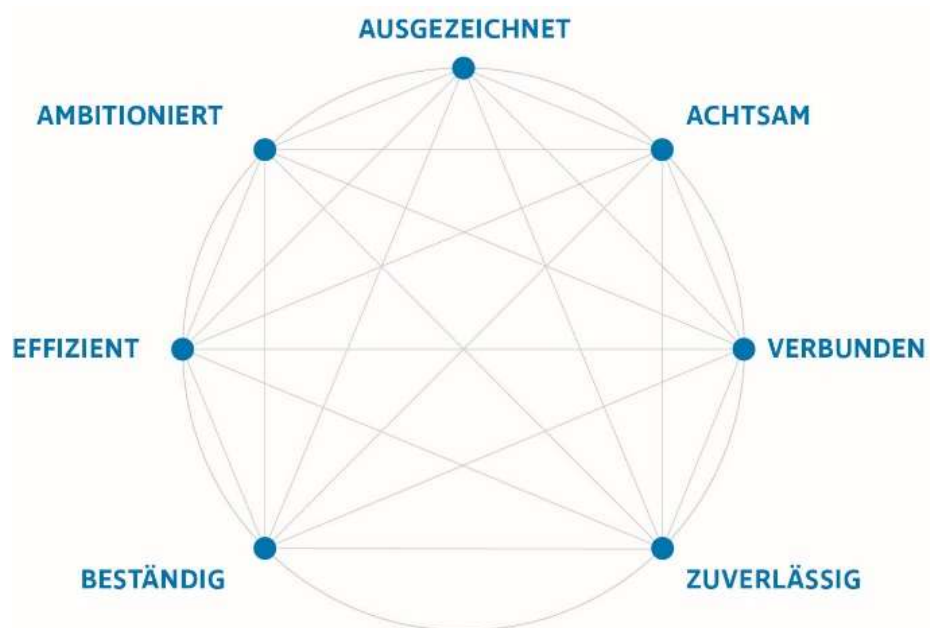 AUSGEZEICHNET
AMBITIONIERT
ACHTSAM
EFFIZIENT
VERBUNDEN
BESTÄNDIG
ZUVERLÄSSIG